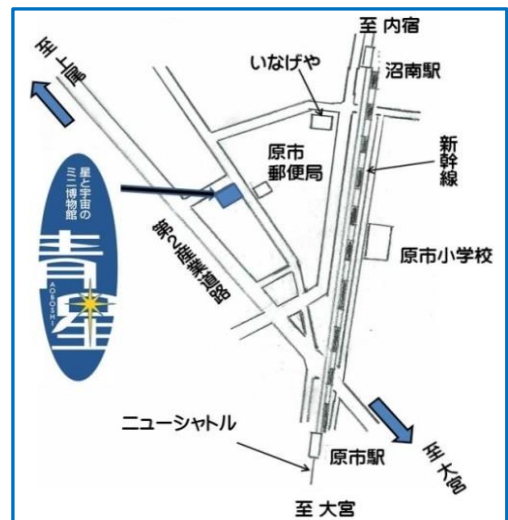 至 内宿
至 上尾
沼南駅
いなげや
新幹線
原市
郵便局
星と宇宙の
ミニ博物館
青星
AOBOSHI
第2産業道路
原市小学校
ニューシャトル
原市駅
至 大宮
至 大宮